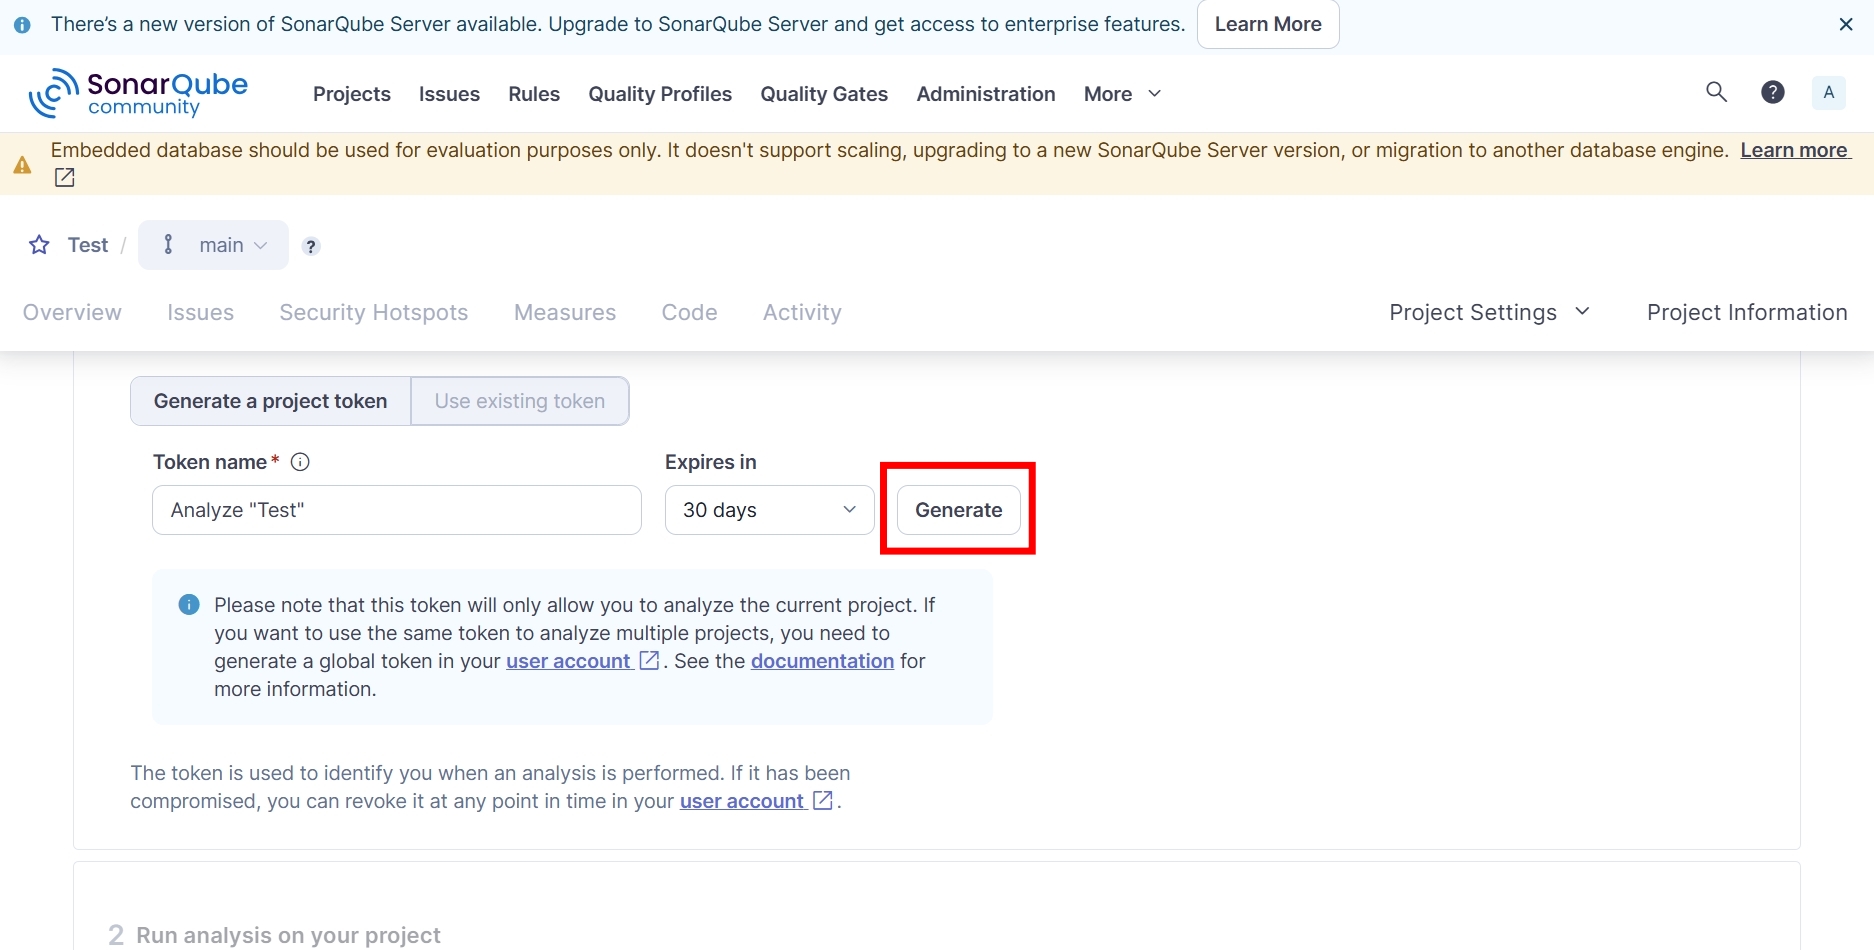 There's a new version of SonarQube Server available. Upgrade to SonarQube Server and get access to enterprise features. Learn More
SonarQube
community
Projects Issues Rules Quality Profiles Quality Gates Administration More
? A
Embedded database should be used for evaluation purposes only. It doesn't support scaling, upgrading to a new SonarQube Server version, or migration to another database engine. Learn more
Test / main ?
Overview Issues Security Hotspots Measures Code Activity Project Settings Project Information
Generate a project token Use existing token
Token name* Expires in
Analyze "Test" 30 days Generate
Please note that this token will only allow you to analyze the current project. If
you want to use the same token to analyze multiple projects, you need to
generate a global token in your user account. See the documentation for
more information.
The token is used to identify you when an analysis is performed. If it has been
compromised, you can revoke it at any point in time in your user account.
2 Run analysis on your project